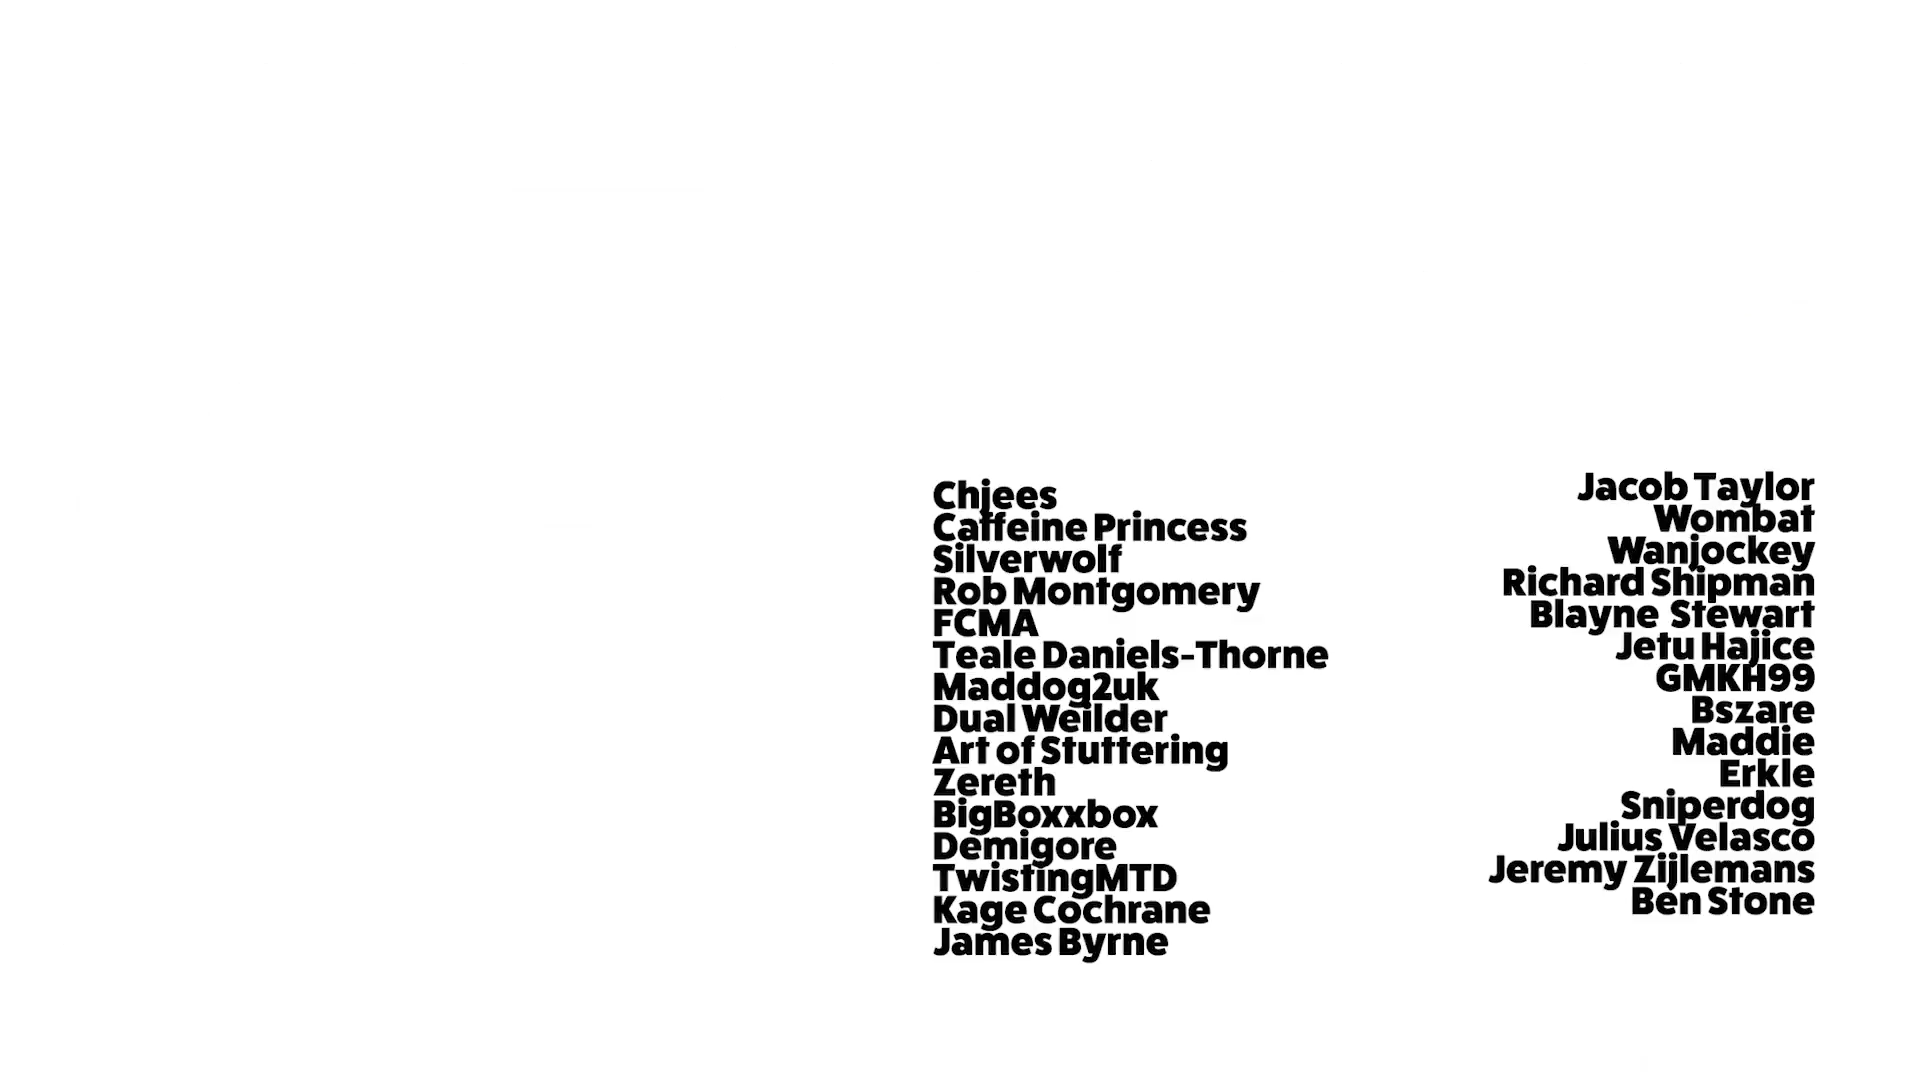 Chjees
Caffeine Princess
Silverwolf
Rob Montgomery
FCMA
Teale Daniels-Thorne
Maddog2uk
Dual Weilder
Art of Stuttering
Zereth
BigBoxxbox
Demigore
TwistingMTD
Kage Cochrane
James Byrne
Jacob Taylor
Wombat
Wanjockey
Richard Shipman
Blayne Stewart
Jetu Hajice
GMKH99
Bszare
Maddie
Erkle
Sniperdog
Julius Velasco
Jeremy Zijlemans
Ben Stone